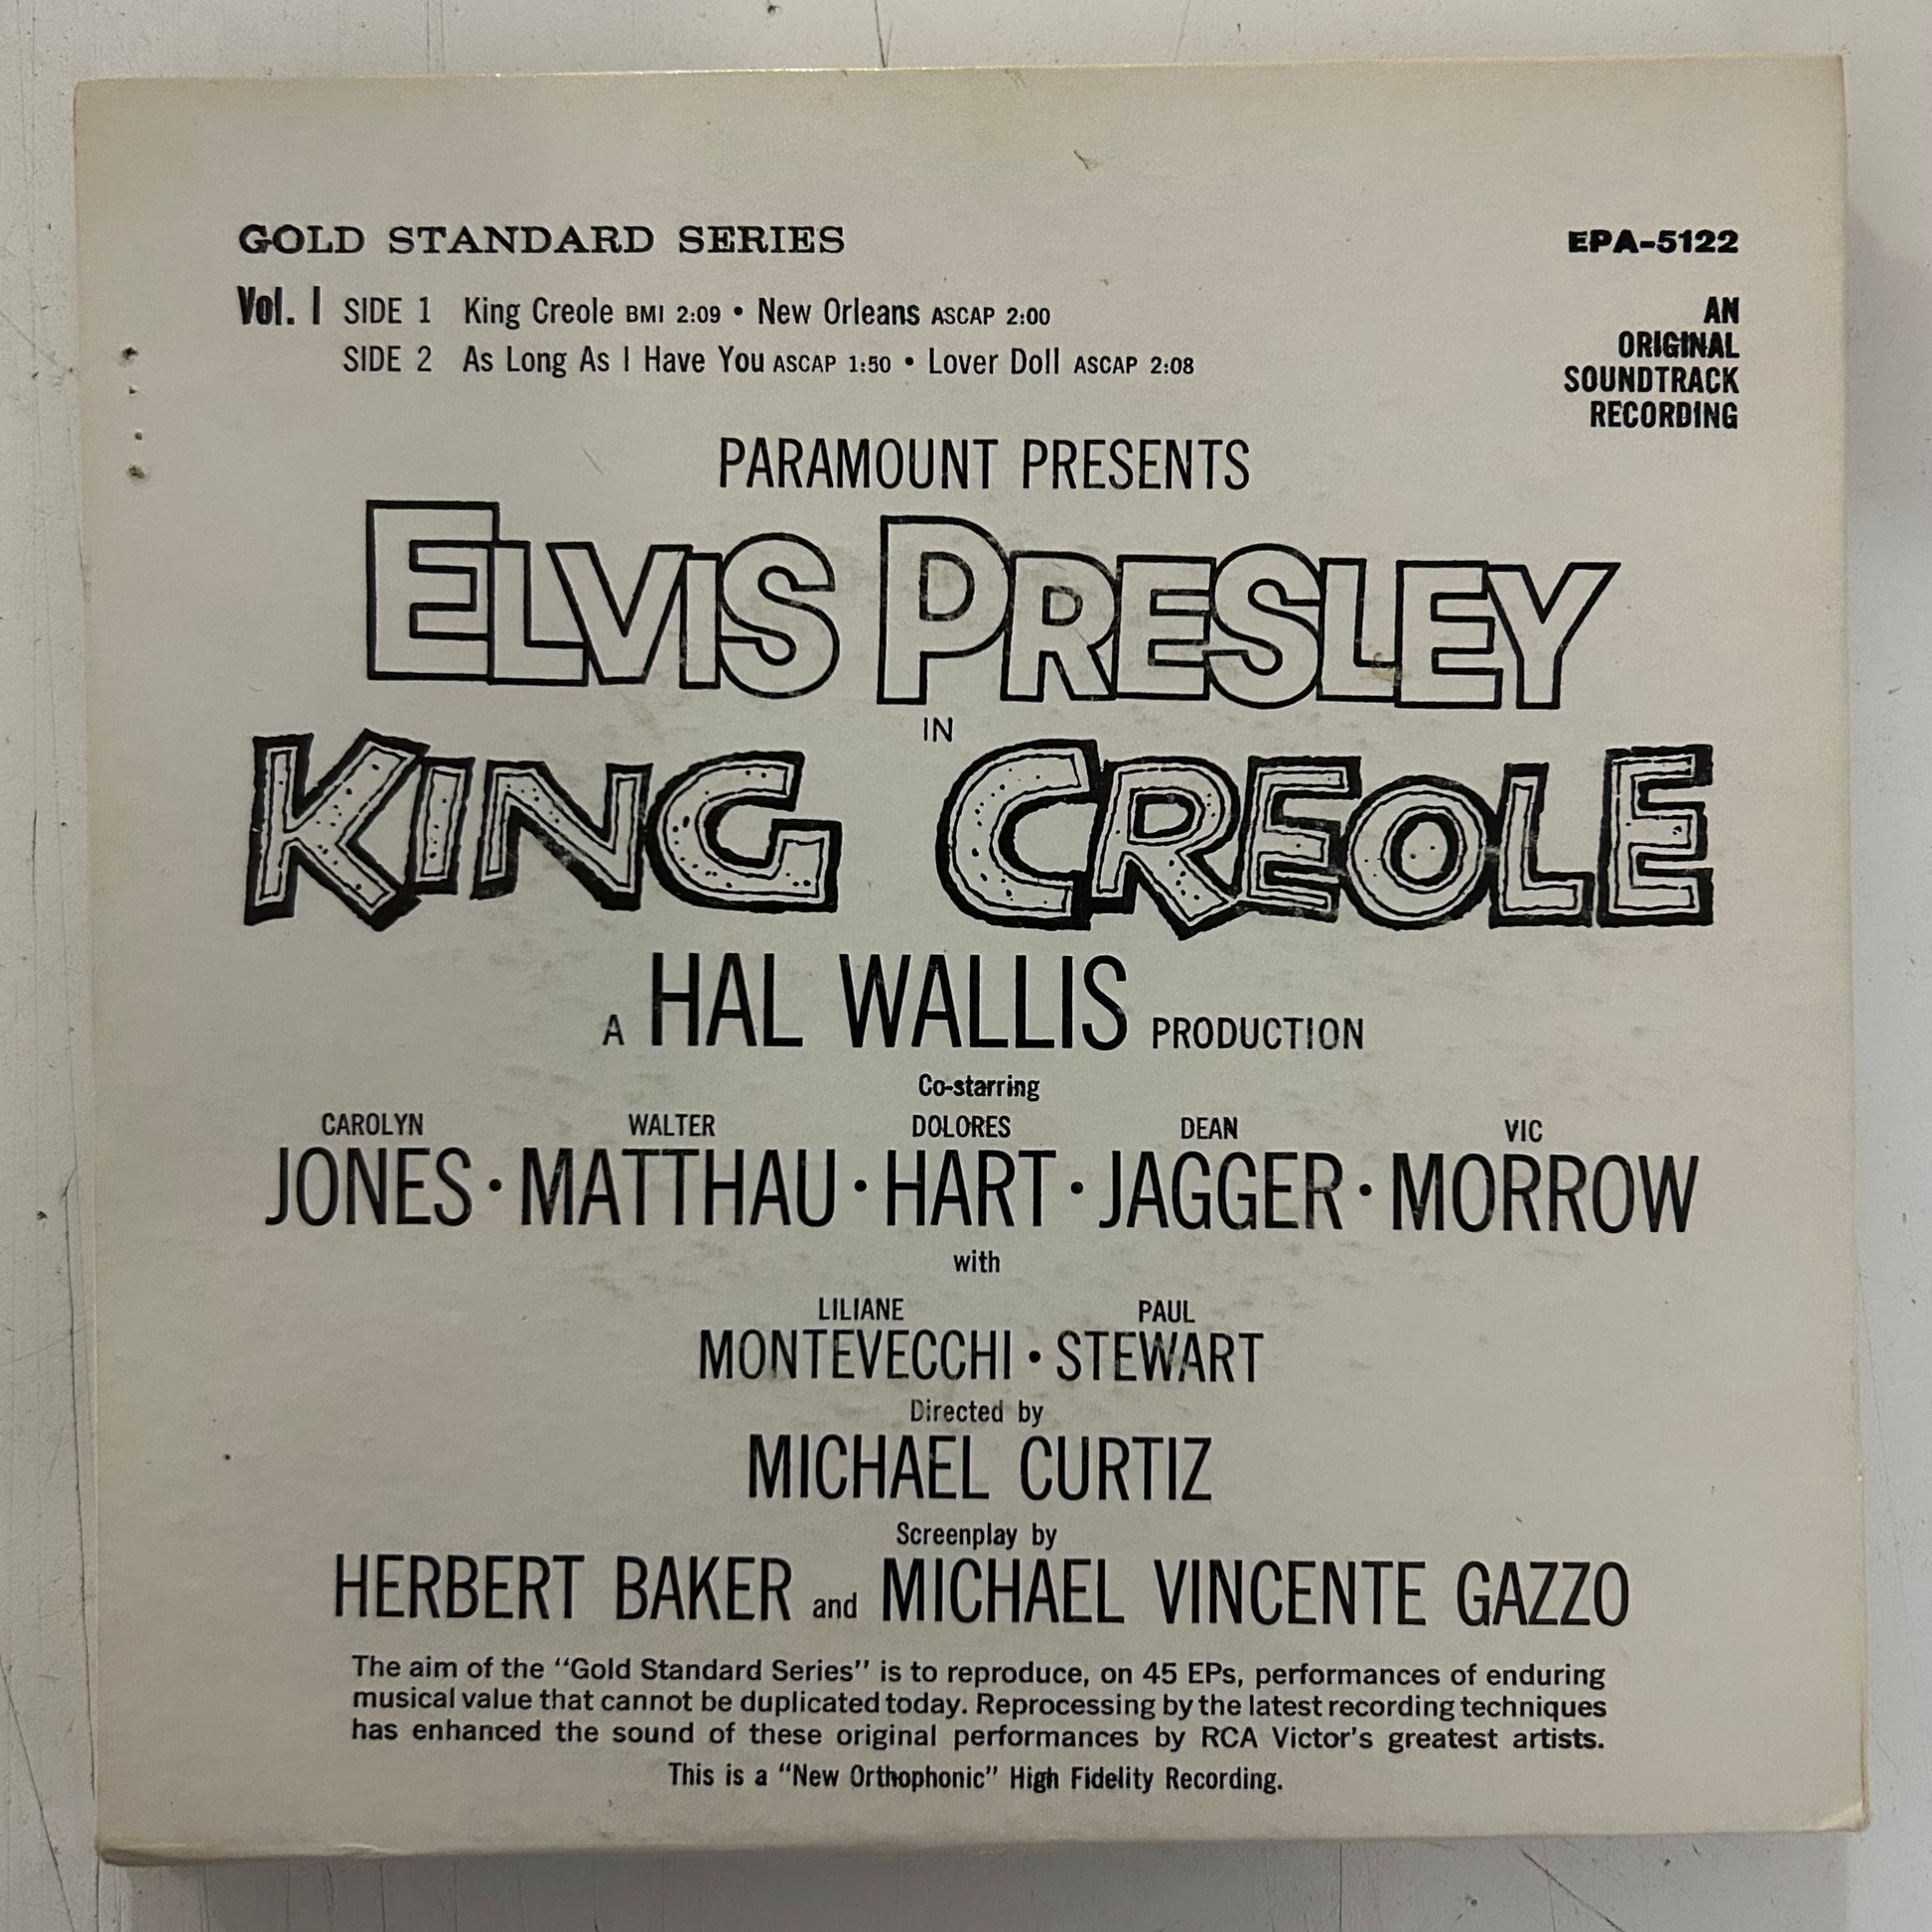 GOLD STANDARD SERIES
EPA-5122
Vol. I SIDE 1 King Creole BMI 2:09 • New Orleans ASCAP 2:00
SIDE 2 As Long As I Have You ASCAP 1:50 • Lover Doll ASCAP 2:08
AN
ORIGINAL
SOUNDTRACK
RECORDING
PARAMOUNT PRESENTS
ELVIS PRESLEY
IN
KING CREOLE
A HAL WALLIS PRODUCTION
Co-starring
CAROLYN WALTER DOLORES DEAN VIC
JONES • MATTHAU • HART • JAGGER • MORROW
with
LILIANE PAUL
MONTEVECCHI • STEWART
Directed by
MICHAEL CURTIZ
Screenplay by
HERBERT BAKER and MICHAEL VINCENTE GAZZO
The aim of the "Gold Standard Series" is to reproduce, on 45 EPs, performances of enduring
musical value that cannot be duplicated today. Reprocessing by the latest recording techniques
has enhanced the sound of these original performances by RCA Victor's greatest artists.
This is a "New Orthophonic" High Fidelity Recording.